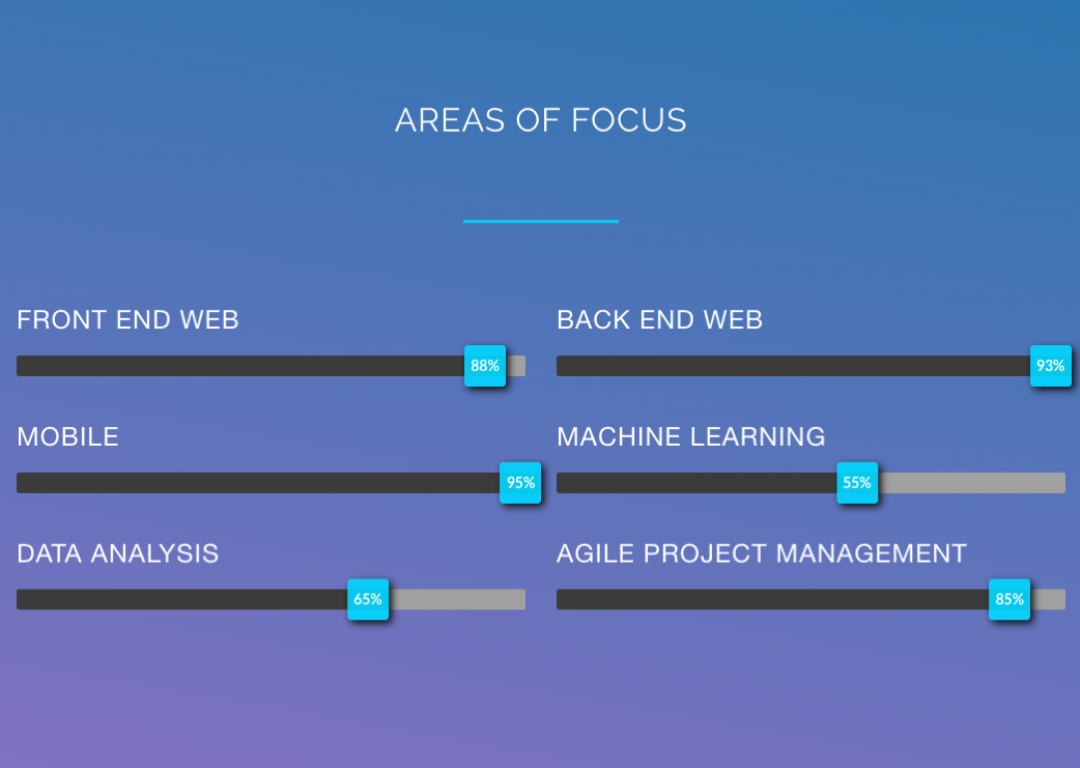 AREAS OF FOCUS
FRONT END WEB
88%
BACK END WEB
93%
MOBILE
95%
MACHINE LEARNING
55%
DATA ANALYSIS
65%
AGILE PROJECT MANAGEMENT
85%